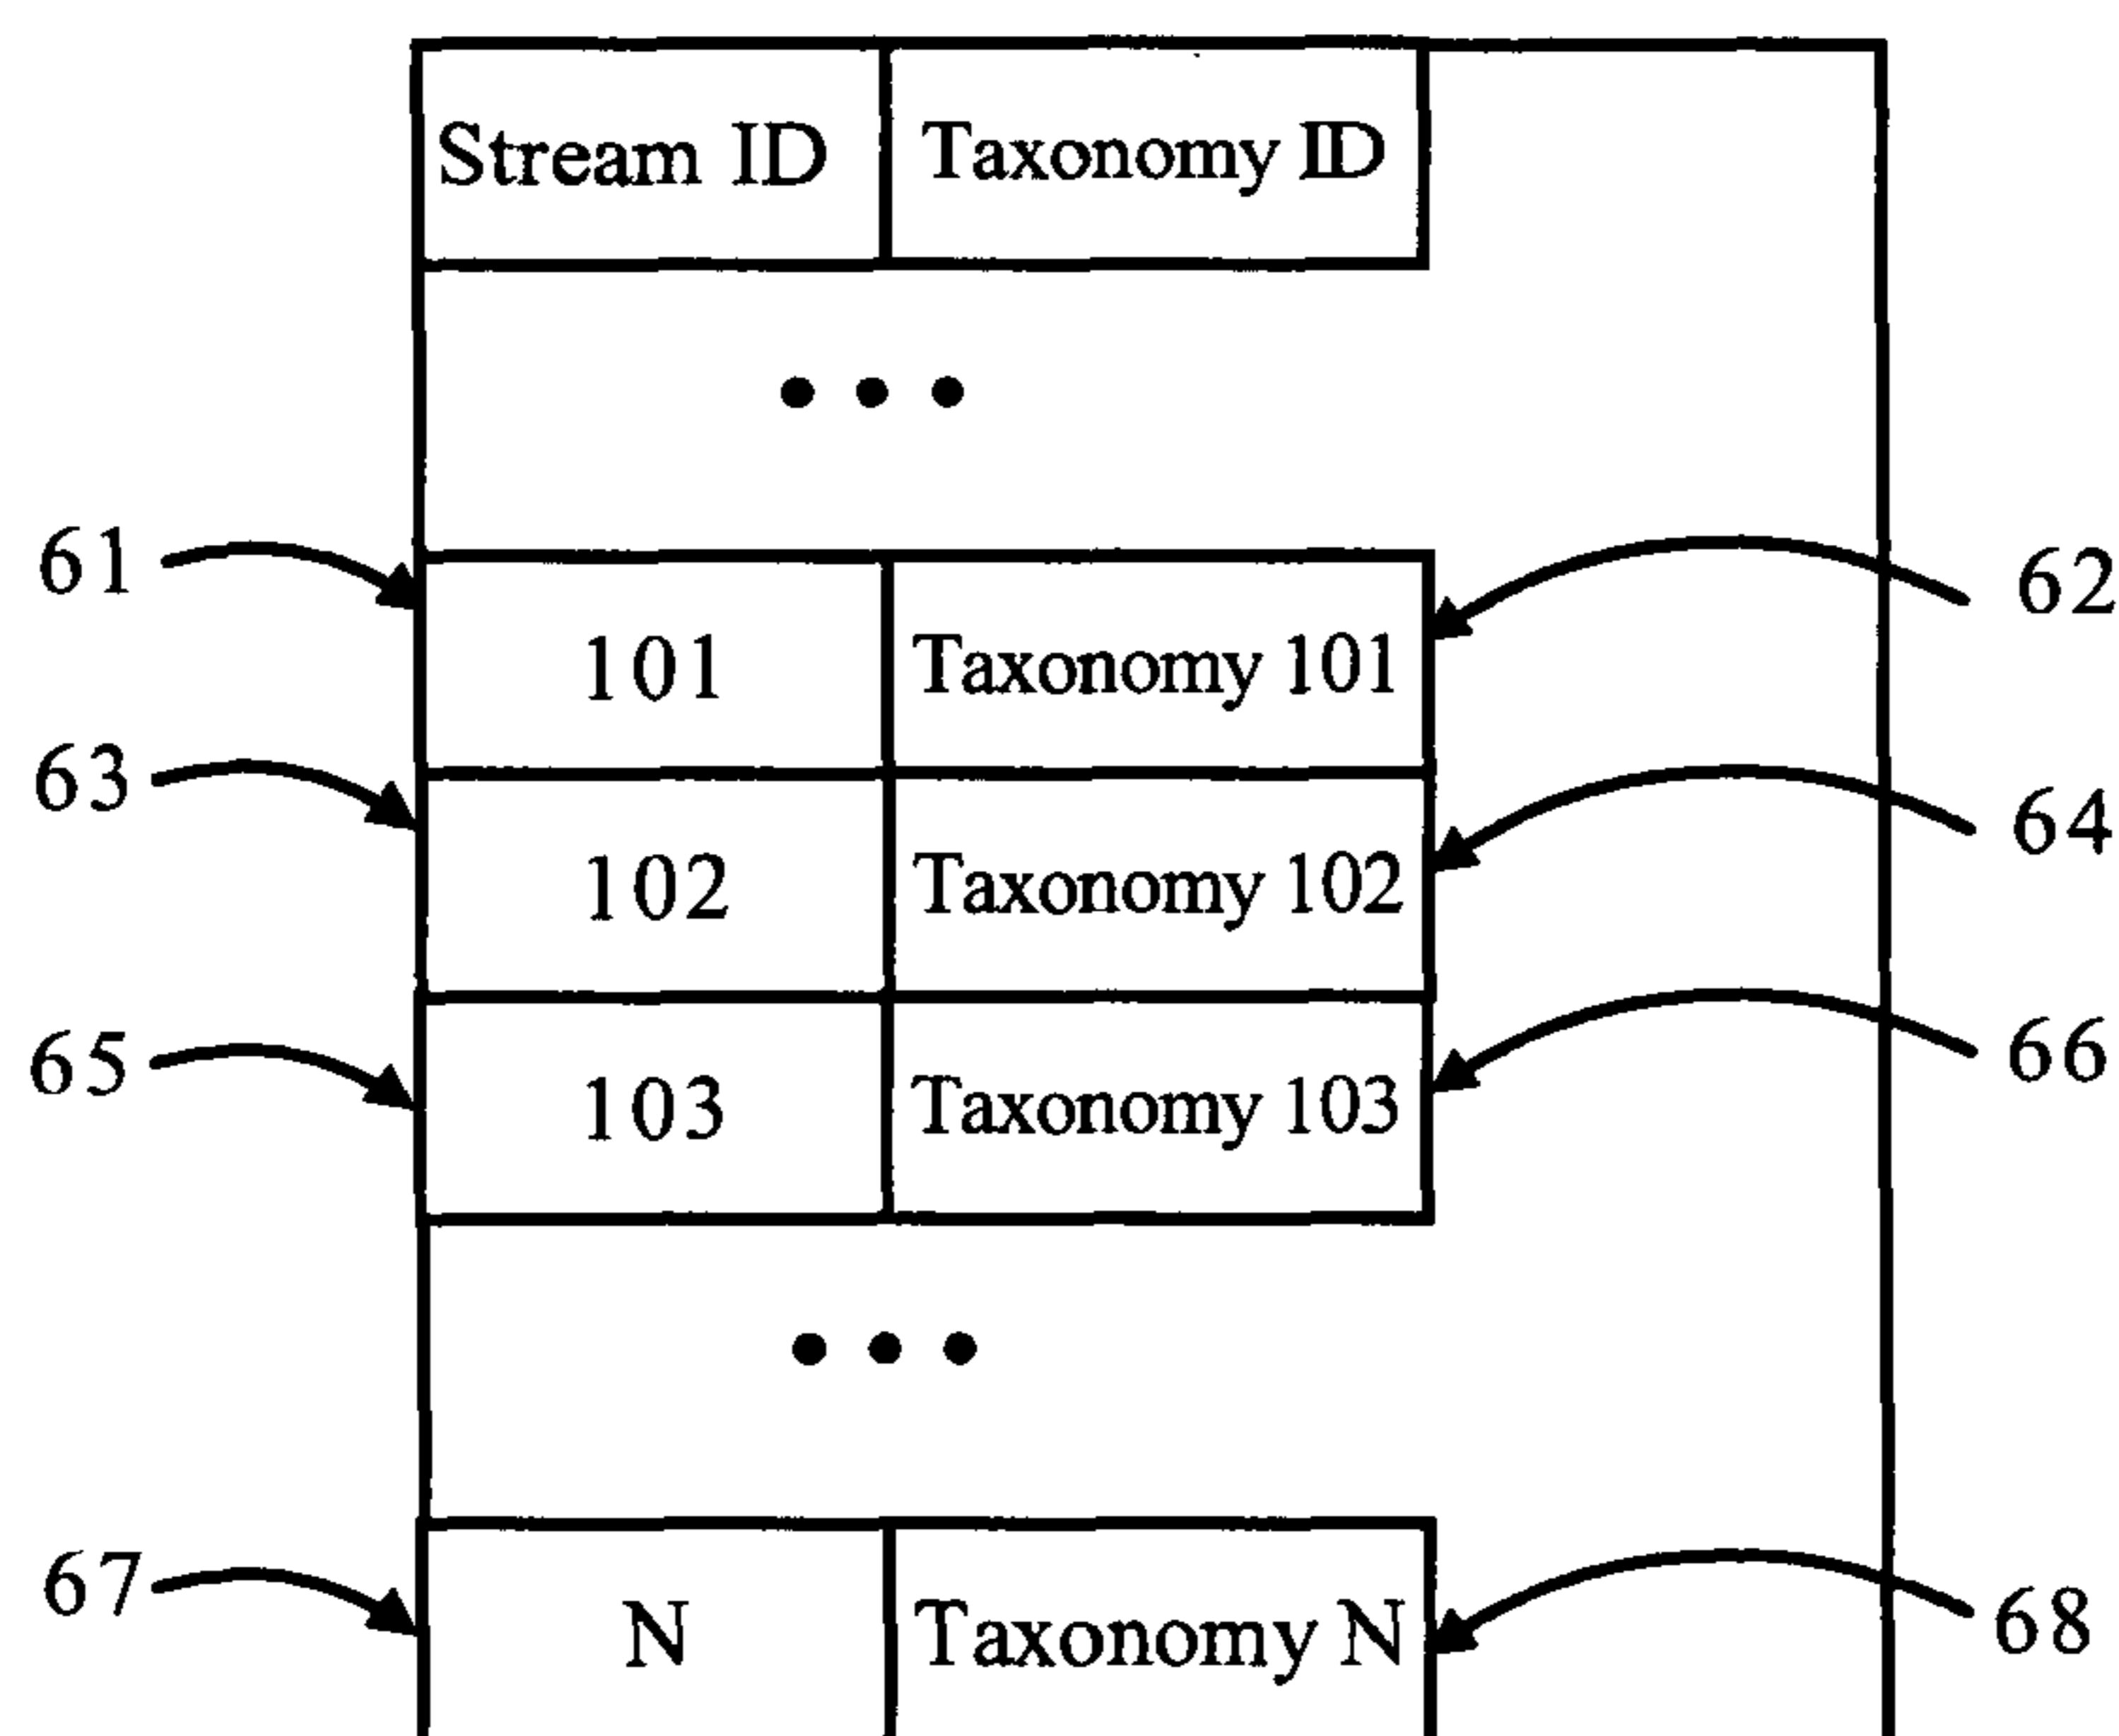 Stream ID Taxonomy ID
• • •
61 62
101 Taxonomy 101
63 64
102 Taxonomy 102
65 66
103 Taxonomy 103
• • •
67 68
N Taxonomy N